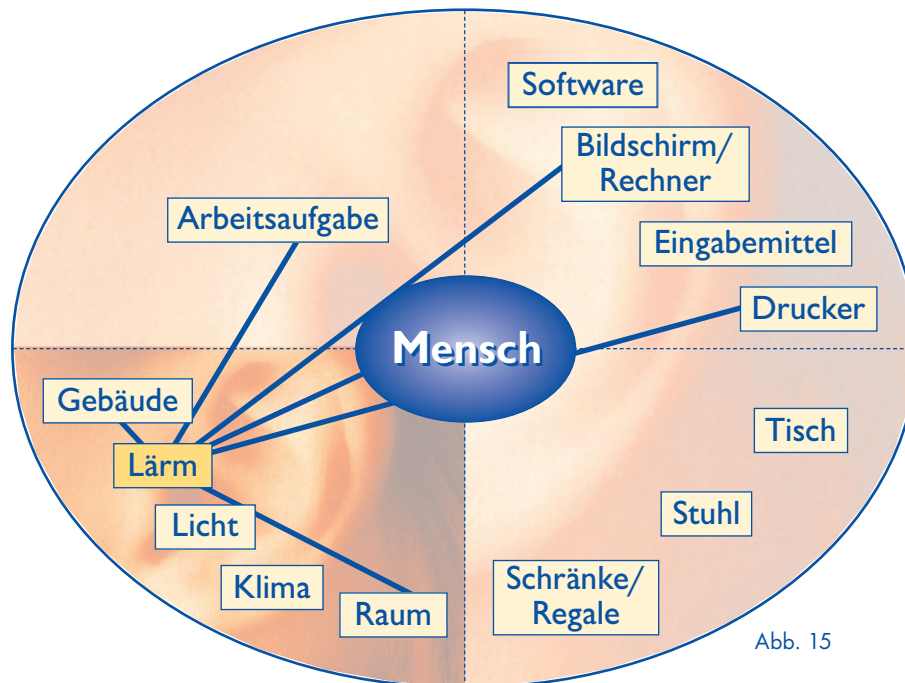 Software
Bildschirm/
Rechner
Arbeitsaufgabe
Eingabemittel
Drucker
Mensch
Gebäude
Lärm
Tisch
Licht
Stuhl
Klima
Raum
Schränke/
Regale
Abb. 15